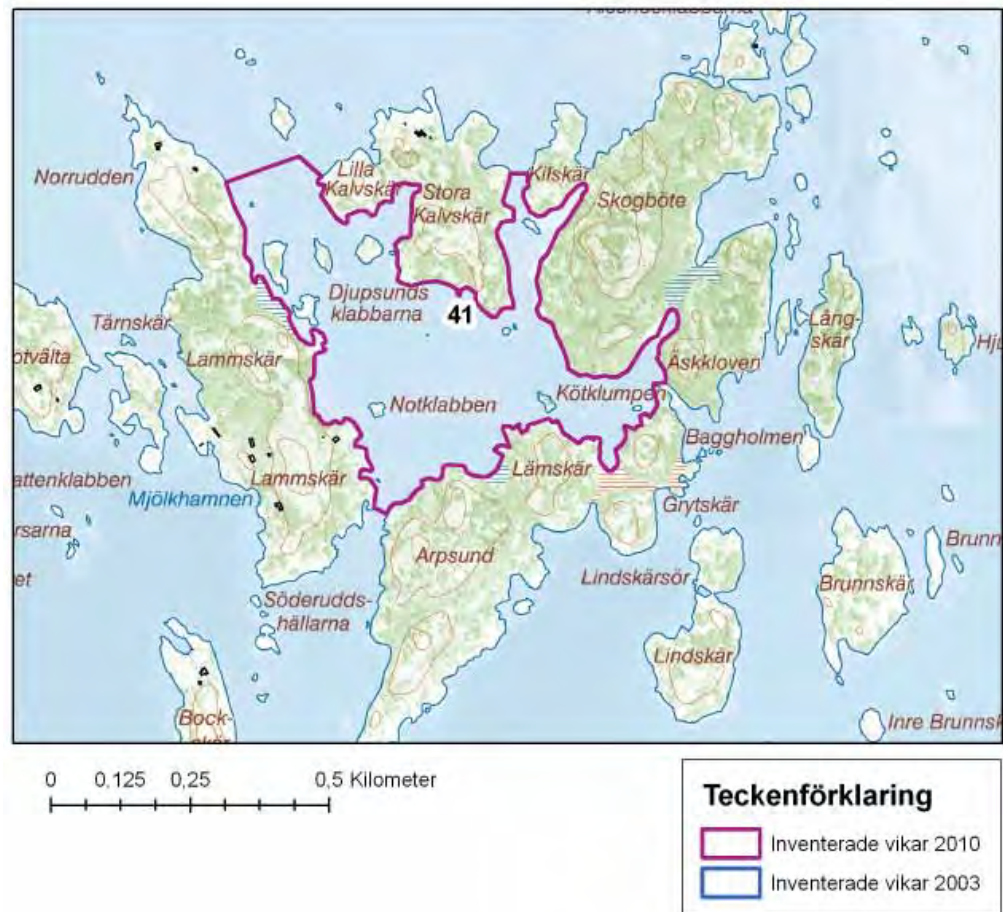 Norrudden
Lilla
Kalvskär
Stora
Kalvskär
Kilskär
Skogböte
Djupsunds
klabbarna
41
Tärnskär
Lammskär
Äskkloven
Lång-
skär
Notklabben
Kötklumpen
Baggholmen
Lammskär
Lämskär
Mjölkhamnen
Grytskär
Arpsund
Lindskärsör
Brunnskär
Söderudds-
hällarna
Lindskär
Inre Brunnsk
0 0,125 0,25 0,5 Kilometer
Teckenförklaring
Inventerade vikar 2010
Inventerade vikar 2003